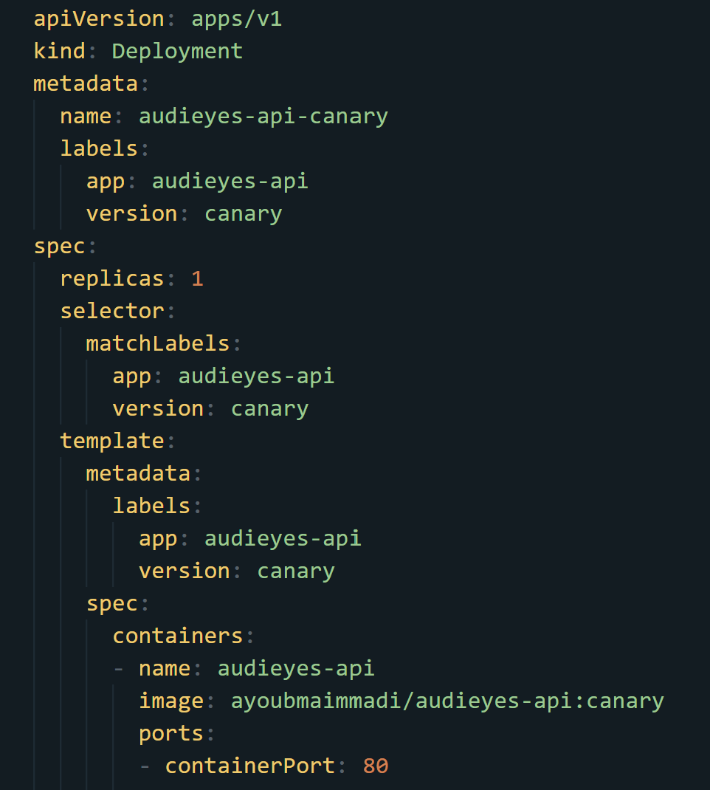 apiVersion: apps/v1
kind: Deployment
metadata:
  name: audieyes-api-canary
  labels:
    app: audieyes-api
    version: canary
spec:
  replicas: 1
  selector:
    matchLabels:
      app: audieyes-api
      version: canary
  template:
    metadata:
      labels:
        app: audieyes-api
        version: canary
    spec:
      containers:
      - name: audieyes-api
        image: ayoubmaimmadi/audieyes-api:canary
        ports:
        - containerPort: 80